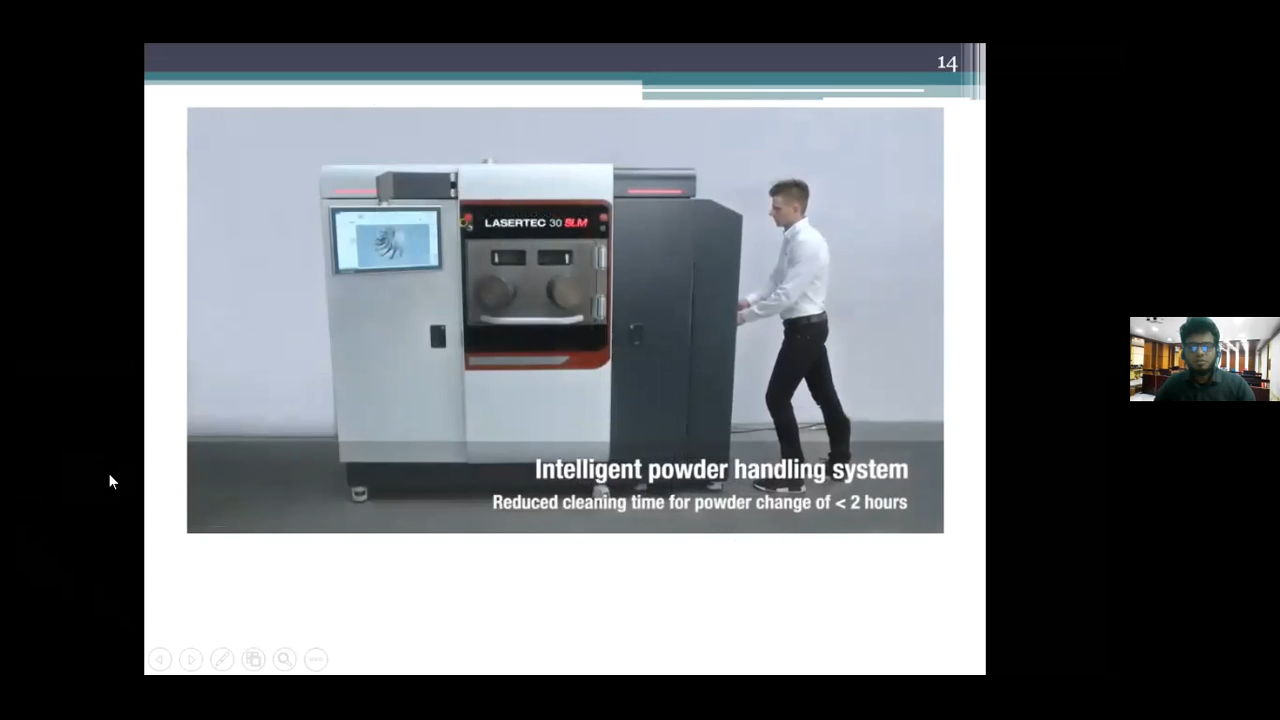 14
LASERTEC 30 SLM
Intelligent powder handling system
Reduced cleaning time for powder change of < 2 hours